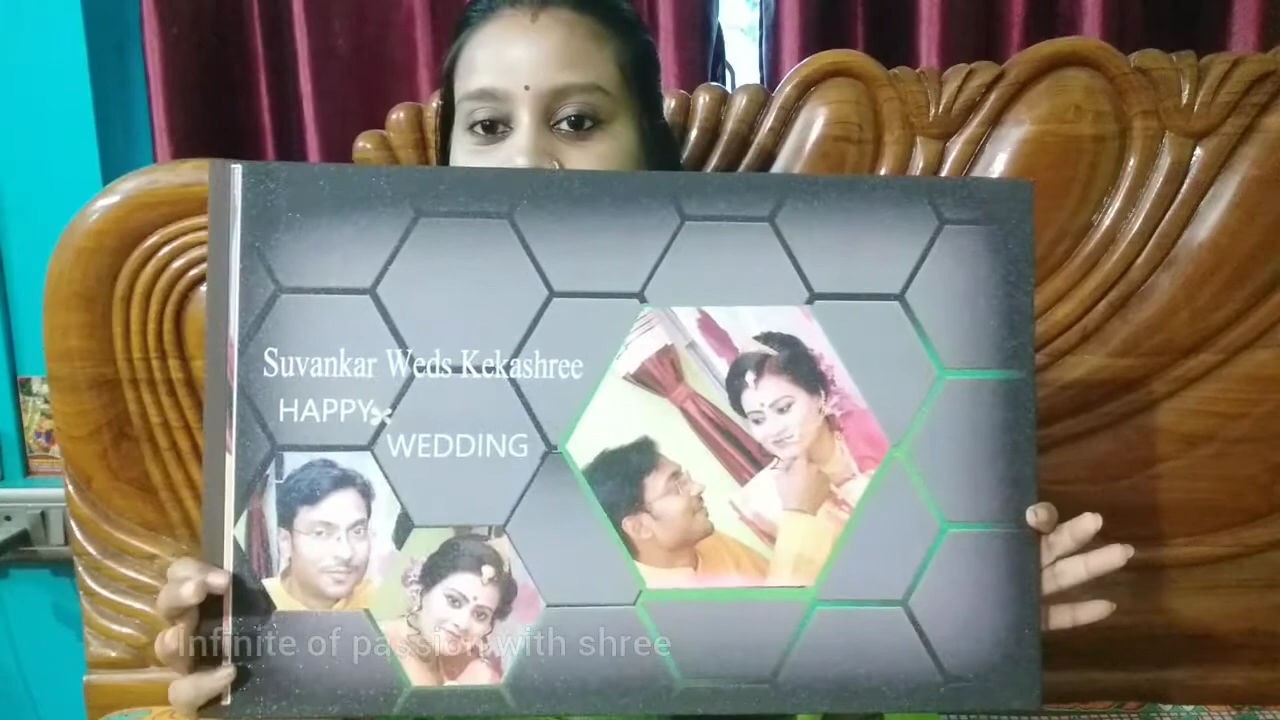 Suvankar Weds Kekashree
HAPPY
WEDDING
Infinite of passion with shree